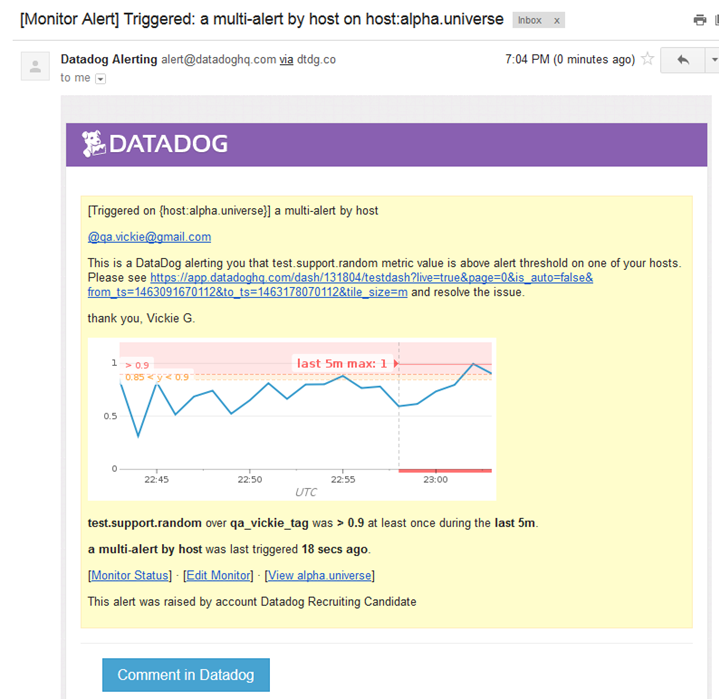 [Monitor Alert] Triggered: a multi-alert by host on host:alpha.universe
Inbox x
Datadog Alerting alert@datadoghq.com via dtdg.co
7:04 PM (0 minutes ago)
to me
DATADOG
[Triggered on {host:alpha.universe}] a multi-alert by host
@qa.vickie@gmail.com
This is a DataDog alerting you that test.support.random metric value is above alert threshold on one of your hosts.
Please see https://app.datadoghq.com/dash/131804/testdash?live=true&page=0&is_auto=false&
from_ts=1463091670112&to_ts=1463178070112&tile_size=m and resolve the issue.
thank you, Vickie G.
1
> 0.9
last 5m max: 1
0.85 < y < 0.9
0.5
0
22:45 22:50 22:55 23:00
UTC
test.support.random over qa_vickie_tag was > 0.9 at least once during the last 5m.
a multi-alert by host was last triggered 18 secs ago.
[Monitor Status] · [Edit Monitor] · [View alpha.universe]
This alert was raised by account Datadog Recruiting Candidate
Comment in Datadog